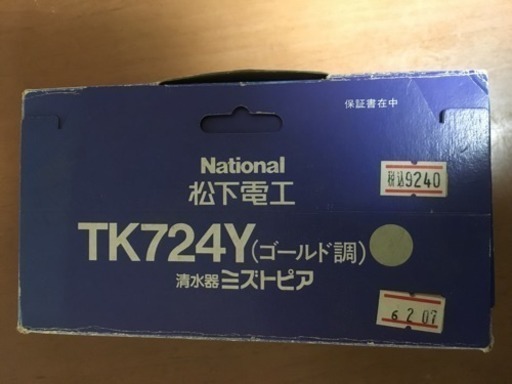 保証書在中
National
松下電工
税込9240
TK724Y(ゴールド調)
清水器ミズトピア
6 2 07